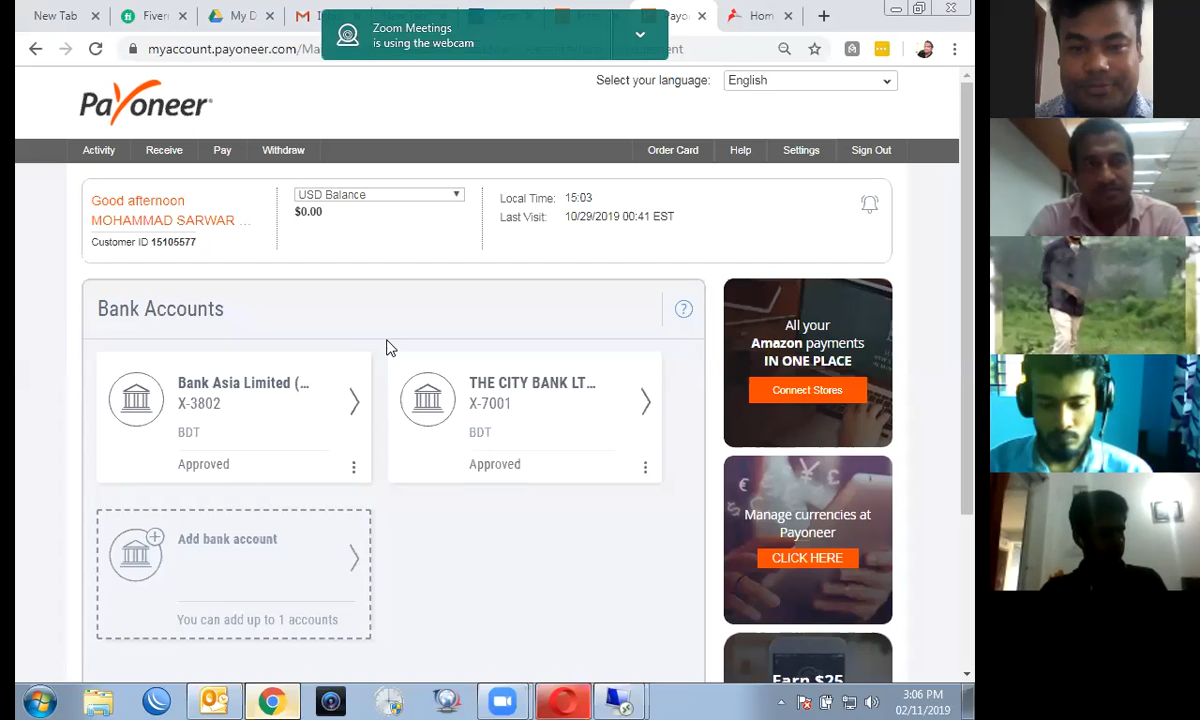 New Tab
Fiver
My D
Payo
Hom
Zoom Meetings
is using the webcam
myaccount.payoneer.com/Ma
Select your language:
English
Payoneer
Activity
Receive
Pay
Withdraw
Order Card
Help
Settings
Sign Out
Good afternoon
MOHAMMAD SARWAR ...
Customer ID 15105577
USD Balance
$0.00
Local Time: 15:03
Last Visit: 10/29/2019 00:41 EST
Bank Accounts
?
Bank Asia Limited (...
X-3802
BDT
Approved
THE CITY BANK LT...
X-7001
BDT
Approved
Add bank account
You can add up to 1 accounts
All your
Amazon payments
IN ONE PLACE
Connect Stores
Manage currencies at
Payoneer
CLICK HERE
Earn $25
3:06 PM
02/11/2019